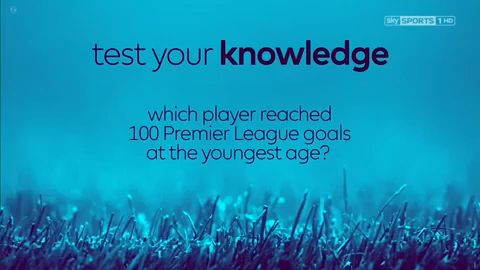 sky SPORTS 1 HD
test your knowledge
which player reached
100 Premier League goals
at the youngest age?